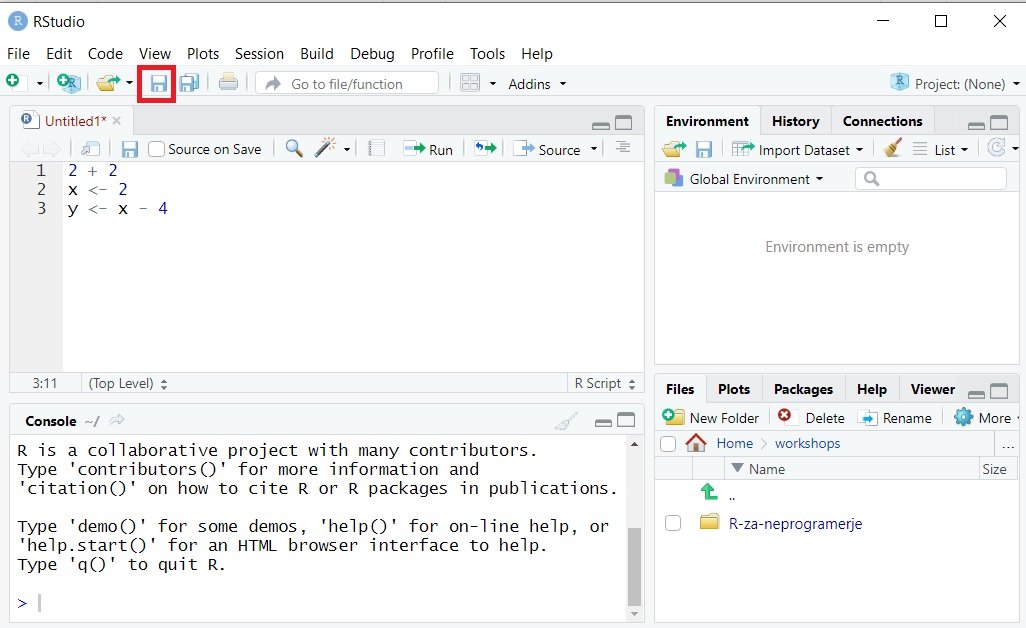 R RStudio
File Edit Code View Plots Session Build Debug Profile Tools Help
R Go to file/function Addins R Project: (None)
R Untitled1*
Source on Save Run Source
1 2 + 2
2 x <- 2
3 y <- x - 4
3:11 (Top Level) R Script
Console ~/
R is a collaborative project with many contributors.
Type 'contributors()' for more information and
'citation()' on how to cite R or R packages in publications.
Type 'demo()' for some demos, 'help()' for on-line help, or
'help.start()' for an HTML browser interface to help.
Type 'q()' to quit R.
>
Environment History Connections
Import Dataset List
Global Environment
Environment is empty
Files Plots Packages Help Viewer
New Folder Delete Rename More
Home workshops ...
Name Size
..
R-za-neprogramerje